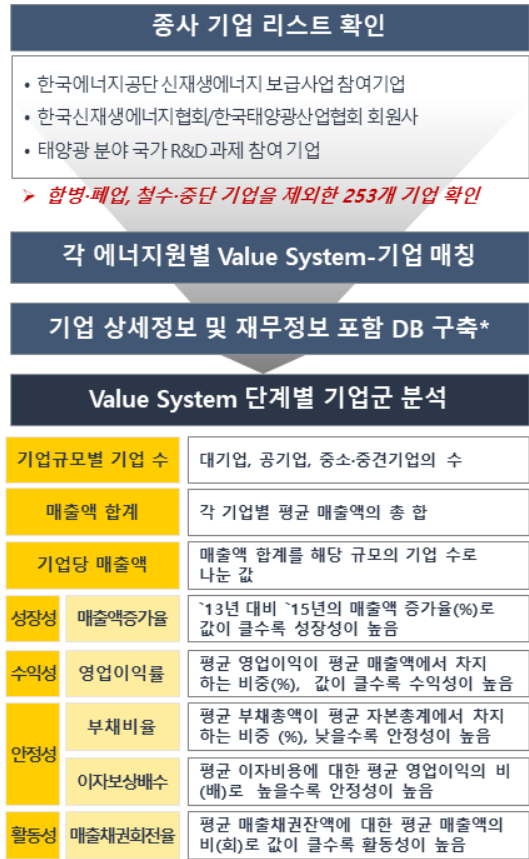 종사 기업 리스트 확인
• 한국에너지공단 신재생에너지 보급사업 참여기업
• 한국신재생에너지협회/한국태양광산업협회 회원사
• 태양광 분야 국가 R&D 과제 참여 기업
➤ 합병·폐업, 철수·중단 기업을 제외한 253개 기업 확인
각 에너지원별 Value System-기업 매칭
기업 상세정보 및 재무정보 포함 DB 구축*
Value System 단계별 기업군 분석
기업규모별 기업 수
대기업, 공기업, 중소·중견기업의 수
매출액 합계
각 기업별 평균 매출액의 총 합
기업당 매출액
매출액 합계를 해당 규모의 기업 수로
나눈 값
성장성
매출액증가율
`13년 대비 `15년의 매출액 증가율(%)로
값이 클수록 성장성이 높음
수익성
영업이익률
평균 영업이익이 평균 매출액에서 차지
하는 비중(%), 값이 클수록 수익성이 높음
안정성
부채비율
평균 부채총액이 평균 자본총계에서 차지
하는 비중 (%), 낮을수록 안정성이 높음
이자보상배수
평균 이자비용에 대한 평균 영업이익의 비
(배)로 높을수록 안정성이 높음
활동성
매출채권회전율
평균 매출채권잔액에 대한 평균 매출액의
비(회)로 값이 클수록 활동성이 높음